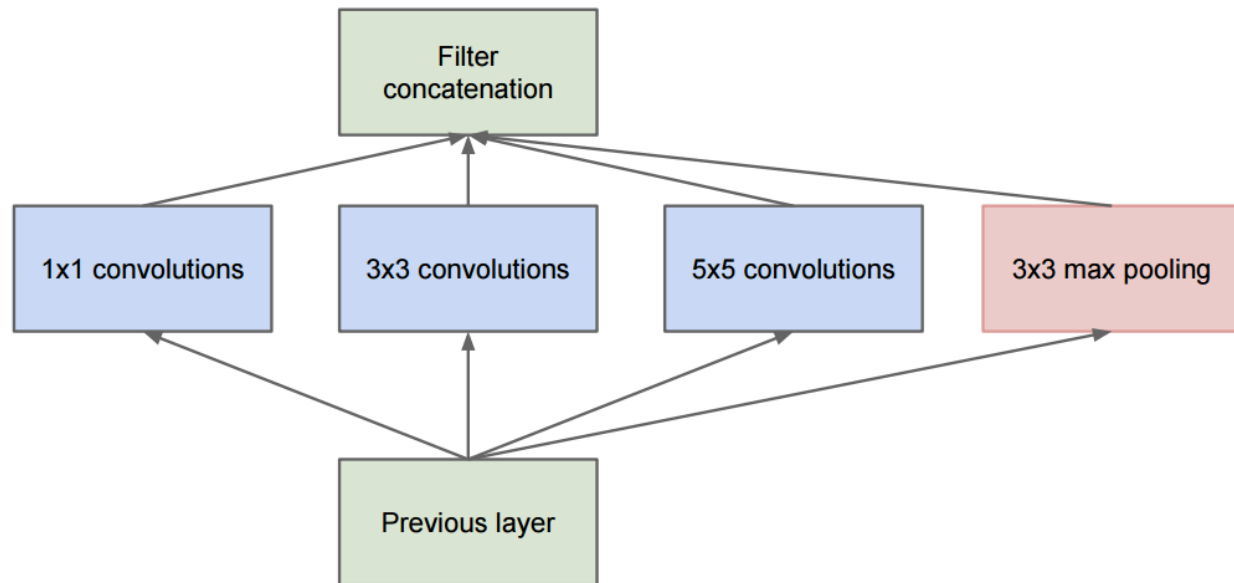 Filter
concatenation
1x1 convolutions
3x3 convolutions
5x5 convolutions
3x3 max pooling
Previous layer